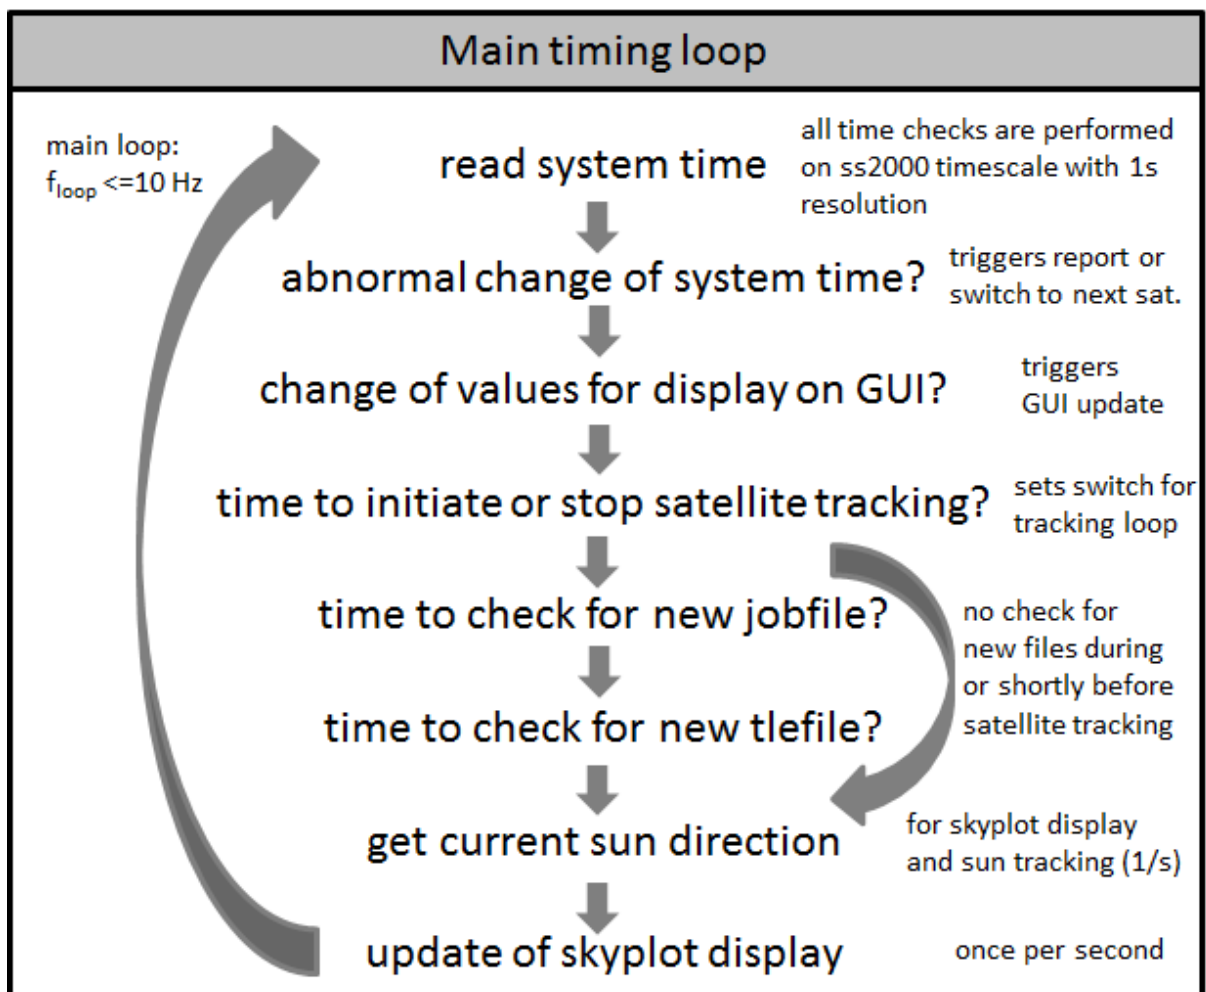 Main timing loop
main loop:
f_loop <=10 Hz
read system time
all time checks are performed
on ss2000 timescale with 1s
resolution
abnormal change of system time?
triggers report or
switch to next sat.
change of values for display on GUI?
triggers
GUI update
time to initiate or stop satellite tracking?
sets switch for
tracking loop
time to check for new jobfile?
no check for
new files during
or shortly before
satellite tracking
time to check for new tlefile?
get current sun direction
for skyplot display
and sun tracking (1/s)
update of skyplot display
once per second